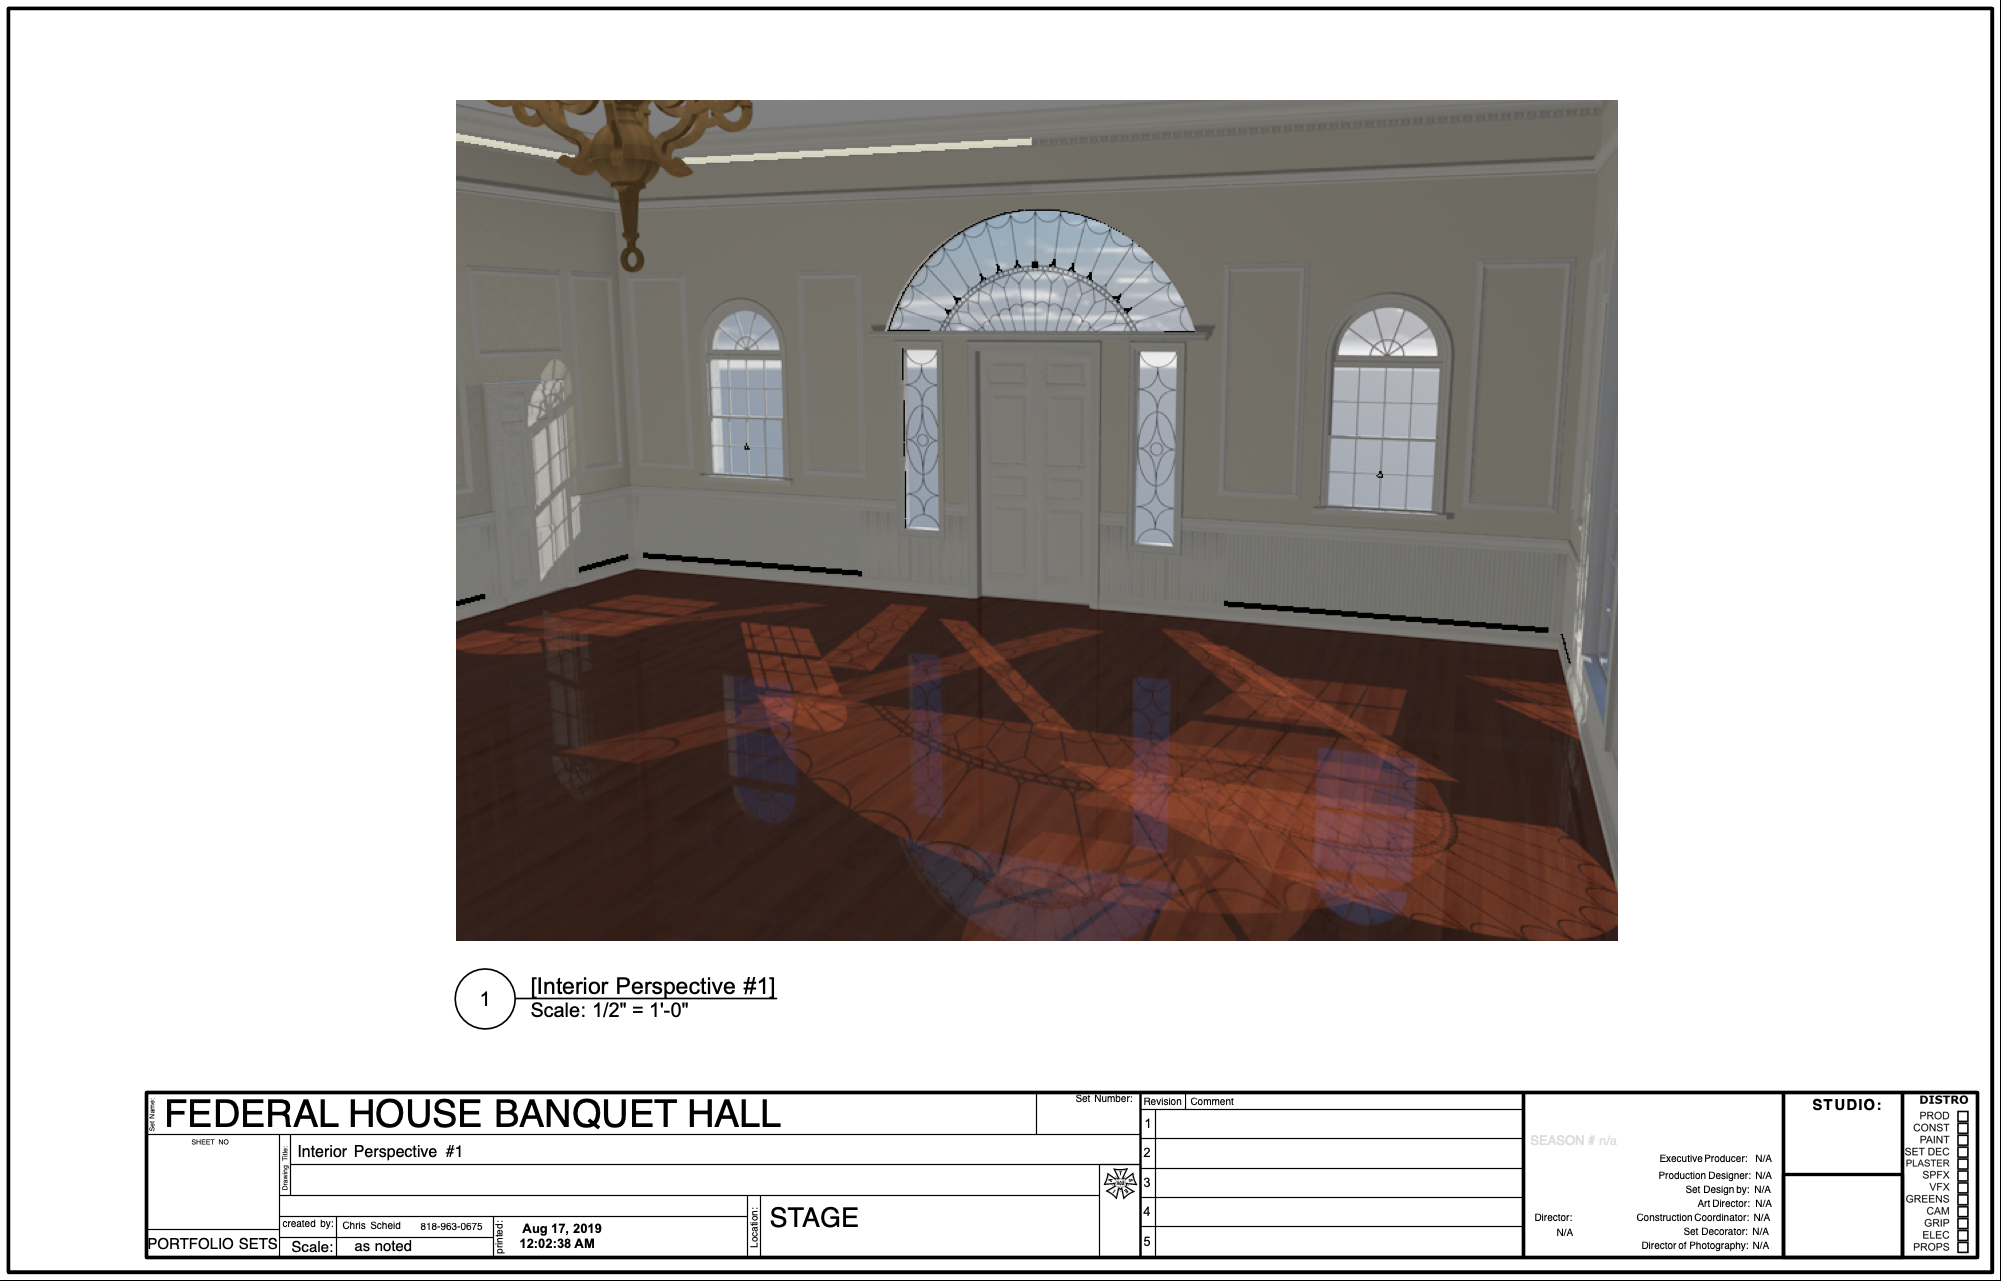 1
[Interior Perspective #1]
Scale: 1/2" = 1'-0"
Set Name:
FEDERAL HOUSE BANQUET HALL
Set Number:
SHEET NO
Drawing Title:
Interior Perspective #1
created by: Chris Scheid 818-963-0675
printed: Aug 17, 2019
12:02:38 AM
PORTFOLIO SETS
Scale: as noted
Location:
STAGE
Revision Comment
1
2
3
4
5
SEASON # n/a
Executive Producer: N/A
Production Designer: N/A
Set Design by: N/A
Art Director: N/A
Director:
N/A
Construction Coordinator: N/A
Set Decorator: N/A
Director of Photography: N/A
STUDIO:
DISTRO
PROD
CONST
PAINT
SET DEC
PLASTER
SPFX
VFX
GREENS
CAM
GRIP
ELEC
PROPS